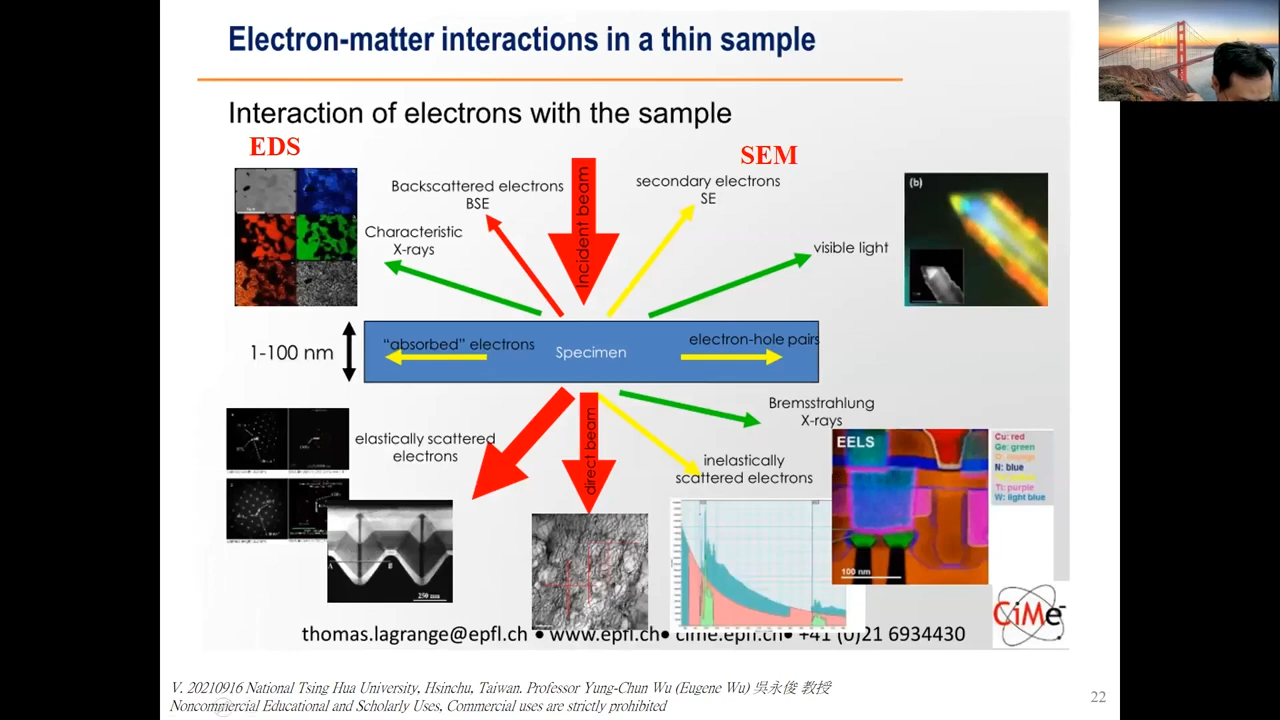 Electron-matter interactions in a thin sample
Interaction of electrons with the sample
EDS
SEM
Backscattered electrons
BSE
Incident beam
secondary electrons
SE
Characteristic
X-rays
visible light
(b)
1-100 nm
“absorbed” electrons
Specimen
electron-hole pairs
Bremsstrahlung
X-rays
elastically scattered
electrons
direct beam
inelastically
scattered electrons
EELS
Cu: red
Ge: green
N: blue
Ti: purple
W: light blue
100 nm
A
B
250 nm
CiMe
thomas.lagrange@epfl.ch • www.epfl.ch• cime.epfl.ch• +41 (0)21 6934430
V. 20210916 National Tsing Hua University, Hsinchu, Taiwan. Professor Yung-Chun Wu (Eugene Wu) 吳永俊 教授
Noncommercial Educational and Scholarly Uses, Commercial uses are strictly prohibited
22